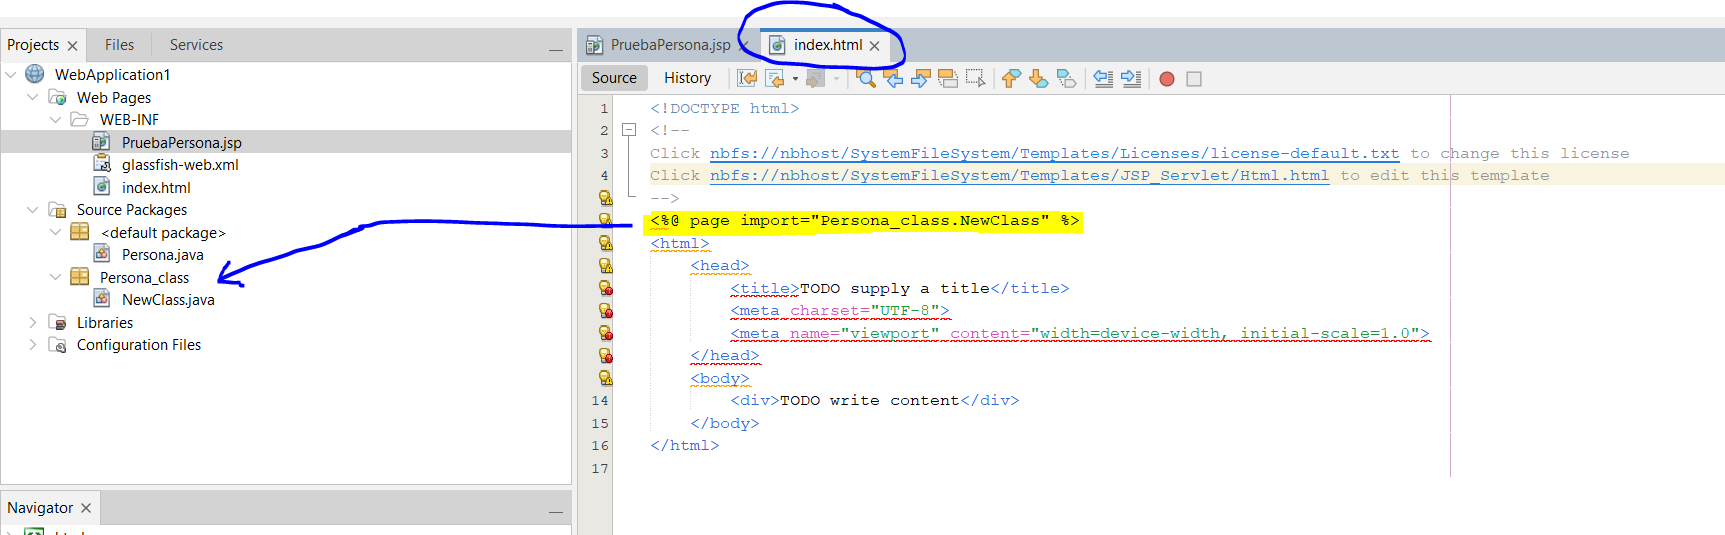 Projects Files Services
WebApplication1
Web Pages
WEB-INF
PruebaPersona.jsp
glassfish-web.xml
index.html
Source Packages
<default package>
Persona.java
Persona_class
NewClass.java
Libraries
Configuration Files
Navigator
PruebaPersona.jsp index.html
Source History
1 <!DOCTYPE html>
2 <!--
3 Click nbfs://nbhost/SystemFileSystem/Templates/Licenses/license-default.txt to change this license
4 Click nbfs://nbhost/SystemFileSystem/Templates/JSP_Servlet/Html.html to edit this template
-->
<%@ page import="Persona_class.NewClass" %>
<html>
<head>
<title>TODO supply a title</title>
<meta charset="UTF-8">
<meta name="viewport" content="width=device-width, initial-scale=1.0">
</head>
<body>
14 <div>TODO write content</div>
15 </body>
16 </html>
17